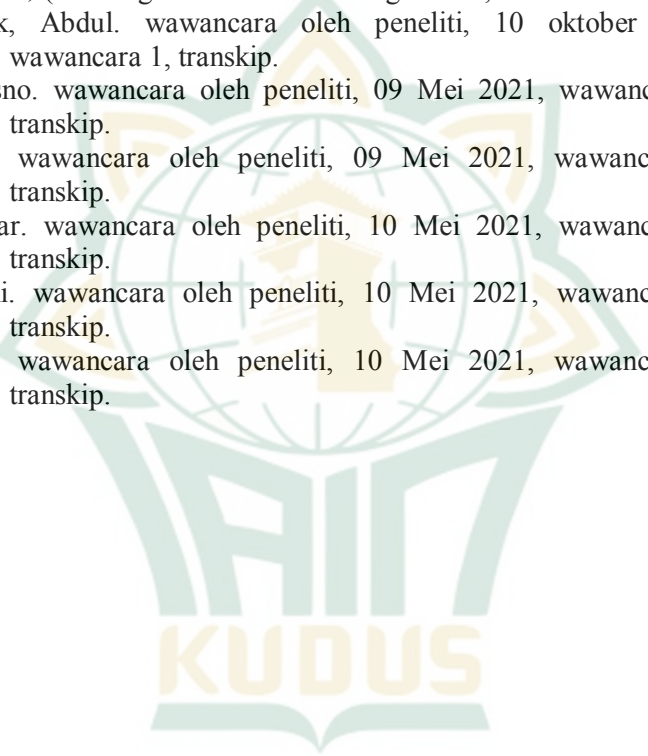 k, Abdul. wawancara oleh peneliti, 10 oktober
wawancara 1, transkip.
sno. wawancara oleh peneliti, 09 Mei 2021, wawanc
transkip.
wawancara oleh peneliti, 09 Mei 2021, wawanc
transkip.
ar. wawancara oleh peneliti, 10 Mei 2021, wawanc
transkip.
i. wawancara oleh peneliti, 10 Mei 2021, wawanc
transkip.
wawancara oleh peneliti, 10 Mei 2021, wawanc
transkip.
IAIN
KUDUS